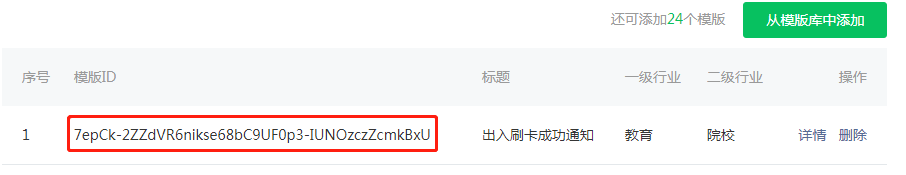 还可添加24个模版 从模版库中添加
序号 模版ID 标题 一级行业 二级行业 操作
1 7epCk-2ZZdVR6nikse68bC9UF0p3-IUNOzczZcmkBxU 出入刷卡成功通知 教育 院校 详情 删除